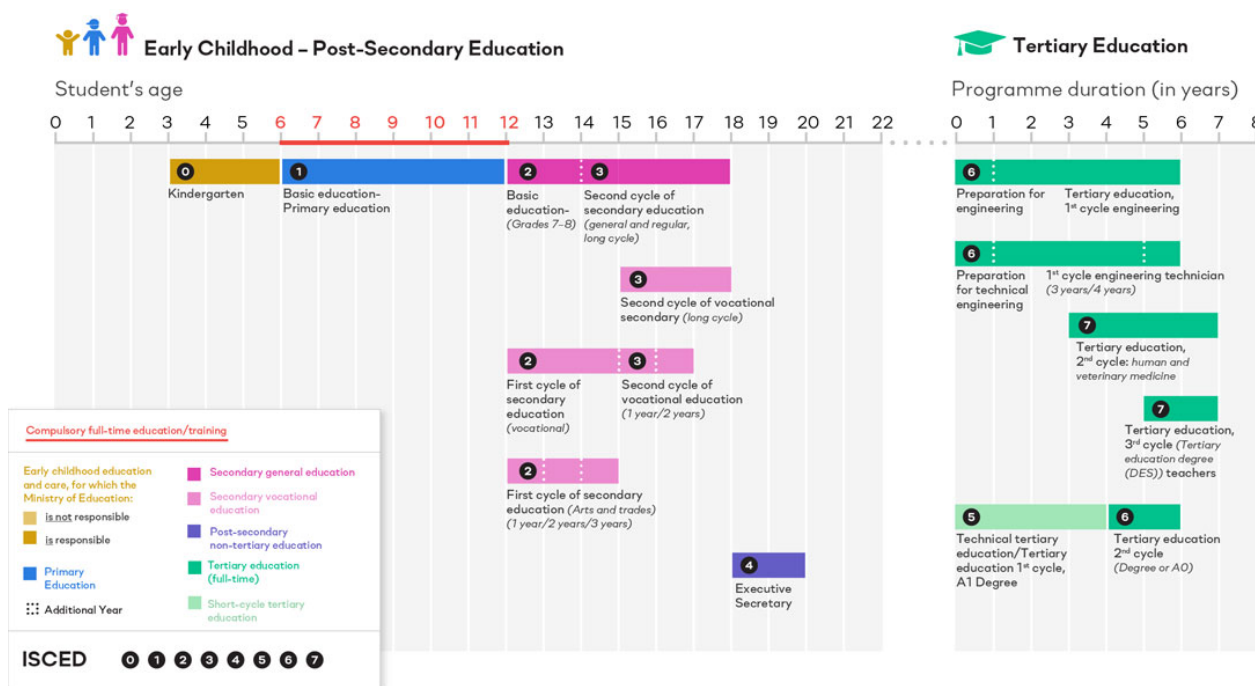 Early Childhood – Post-Secondary Education
Student's age
0 1 2 3 4 5 6 7 8 9 10 11 12 13 14 15 16 17 18 19 20 21 22
0
Kindergarten
1
Basic education-
Primary education
2
Basic
education-
(Grades 7–8)
3
Second cycle of
secondary education
(general and regular,
long cycle)
3
Second cycle of vocational
secondary (long cycle)
2
First cycle of
secondary
education
(vocational)
3
Second cycle of
vocational education
(1 year/2 years)
2
First cycle of secondary
education (Arts and trades)
(1 year/2 years/3 years)
4
Executive
Secretary
Tertiary Education
Programme duration (in years)
0 1 2 3 4 5 6 7 8
6
Preparation for
engineering
Tertiary education,
1st cycle engineering
6
Preparation
for technical
engineering
1st cycle engineering technician
(3 years/4 years)
7
Tertiary education,
2nd cycle: human and
veterinary medicine
7
Tertiary education,
3rd cycle (Tertiary
education degree
(DES)) teachers
5
Technical tertiary
education/Tertiary
education 1st cycle,
A1 Degree
6
Tertiary education
2nd cycle
(Degree or A0)
Compulsory full-time education/training
Early childhood education
and care, for which the
Ministry of Education:
is not responsible
is responsible
Primary
Education
Additional Year
Secondary general education
Secondary vocational
education
Post-secondary
non-tertiary education
Tertiary education
(full-time)
Short-cycle tertiary
education
ISCED 0 1 2 3 4 5 6 7